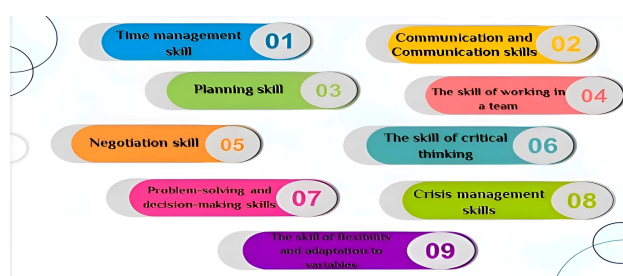 Time management
skill
01
Communication and
Communication skills
02
Planning skill
03
The skill of working in
a team
04
Negotiation skill
05
The skill of critical
thinking
06
Problem-solving and
decision-making skills
07
Crisis management
skills
08
The skill of flexibility
and adaptation to
variables
09